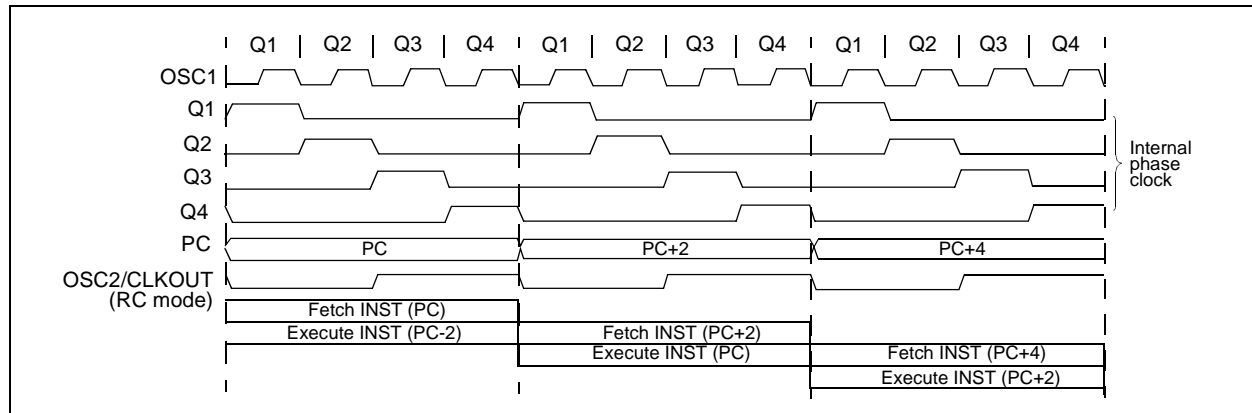 Q1 Q2 Q3 Q4 Q1 Q2 Q3 Q4 Q1 Q2 Q3 Q4
OSC1
Q1
Q2
Q3
Q4
Internal
phase
clock
PC PC PC+2 PC+4
OSC2/CLKOUT
(RC mode)
Fetch INST (PC)
Execute INST (PC-2) Fetch INST (PC+2)
Execute INST (PC) Fetch INST (PC+4)
Execute INST (PC+2)